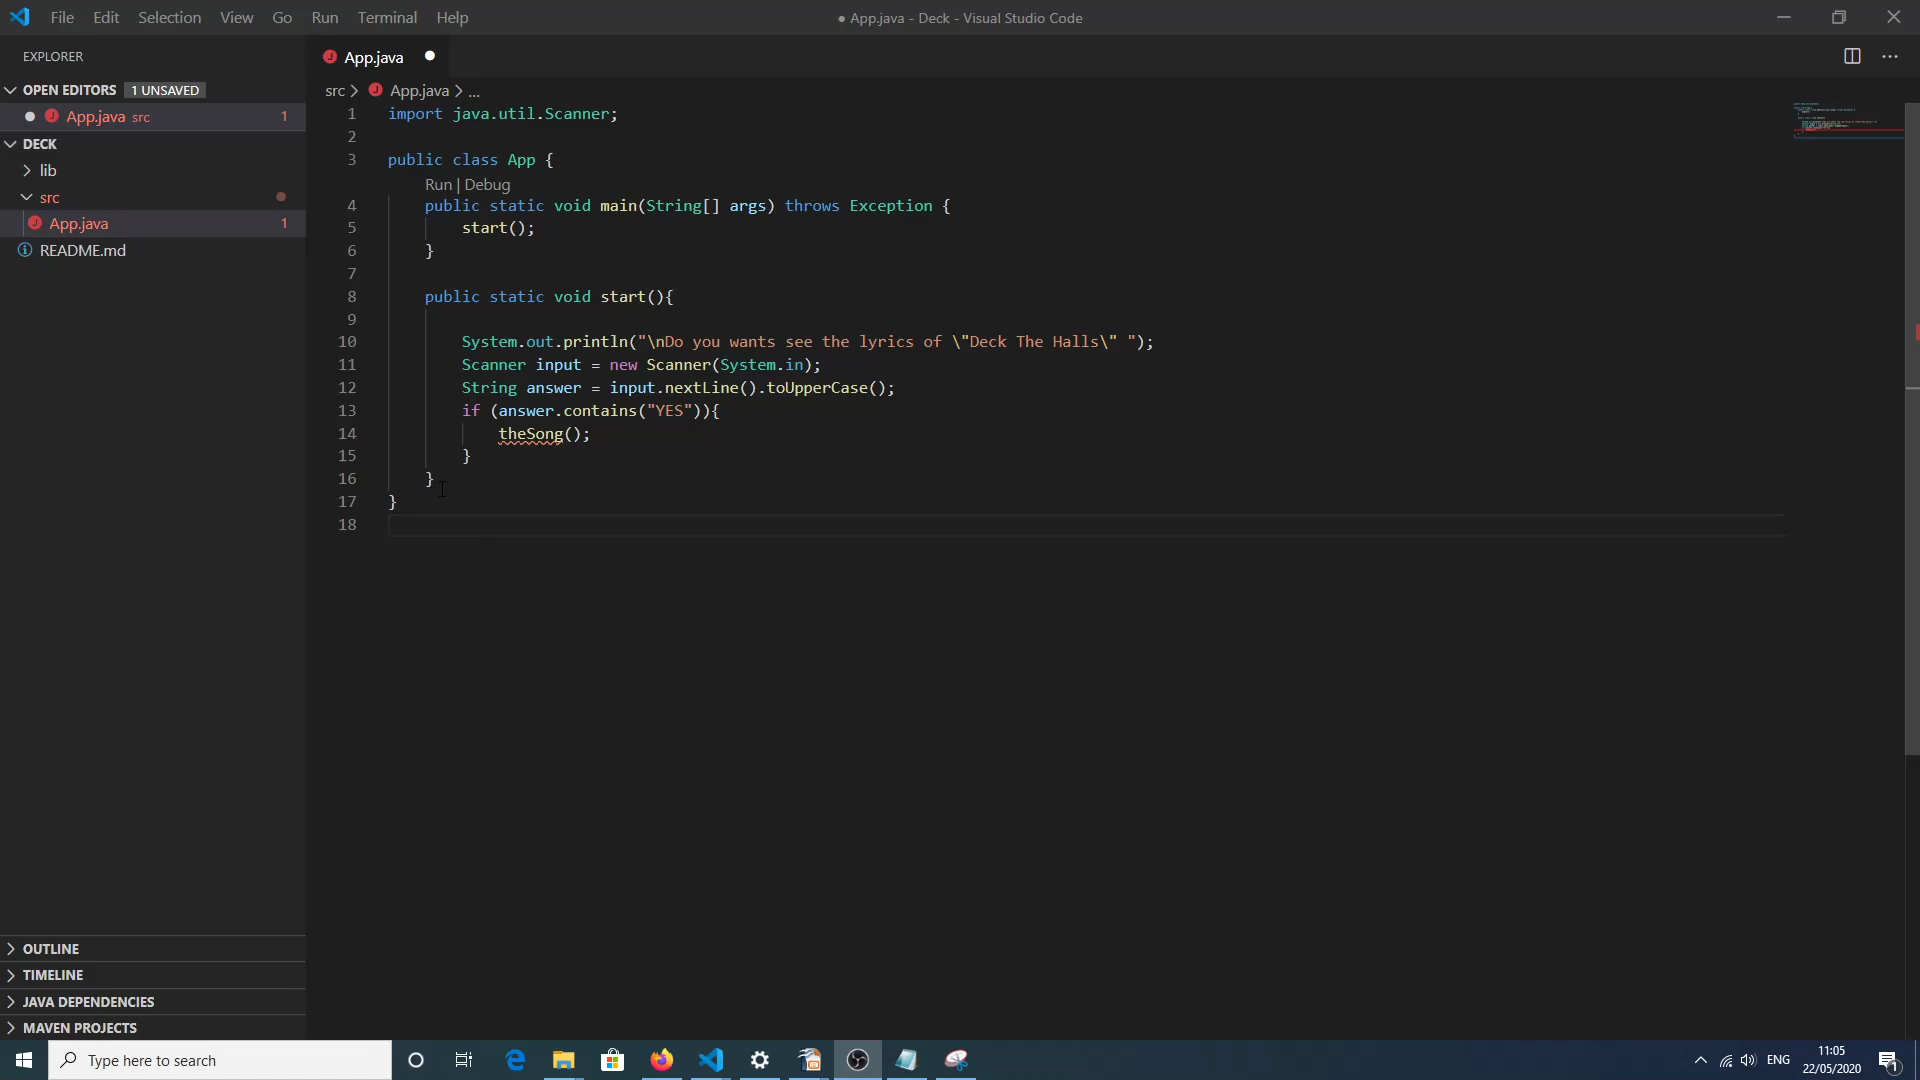 File Edit Selection View Go Run Terminal Help
● App.java - Deck - Visual Studio Code
EXPLORER
OPEN EDITORS 1 UNSAVED
App.java src 1
DECK
lib
src
App.java 1
README.md
OUTLINE
TIMELINE
JAVA DEPENDENCIES
MAVEN PROJECTS
App.java
src > App.java > ...
1 import java.util.Scanner;
2
3 public class App {
Run | Debug
4 public static void main(String[] args) throws Exception {
5 start();
6 }
7
8 public static void start(){
9
10 System.out.println("\nDo you wants see the lyrics of \"Deck The Halls\" ");
11 Scanner input = new Scanner(System.in);
12 String answer = input.nextLine().toUpperCase();
13 if (answer.contains("YES")){
14 theSong();
15 }
16 }
17 }
18
Type here to search
ENG
11:05
22/05/2020
1